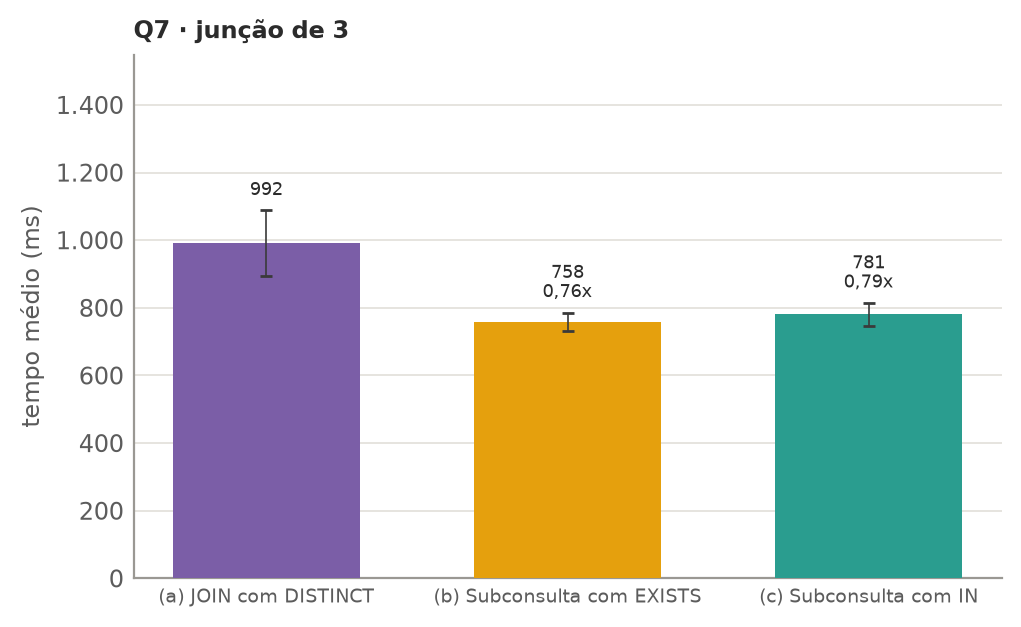 Q7 · junção de 3
tempo médio (ms)
1.400
1.200
1.000
800
600
400
200
0
992
758
0,76x
781
0,79x
(a) JOIN com DISTINCT
(b) Subconsulta com EXISTS
(c) Subconsulta com IN